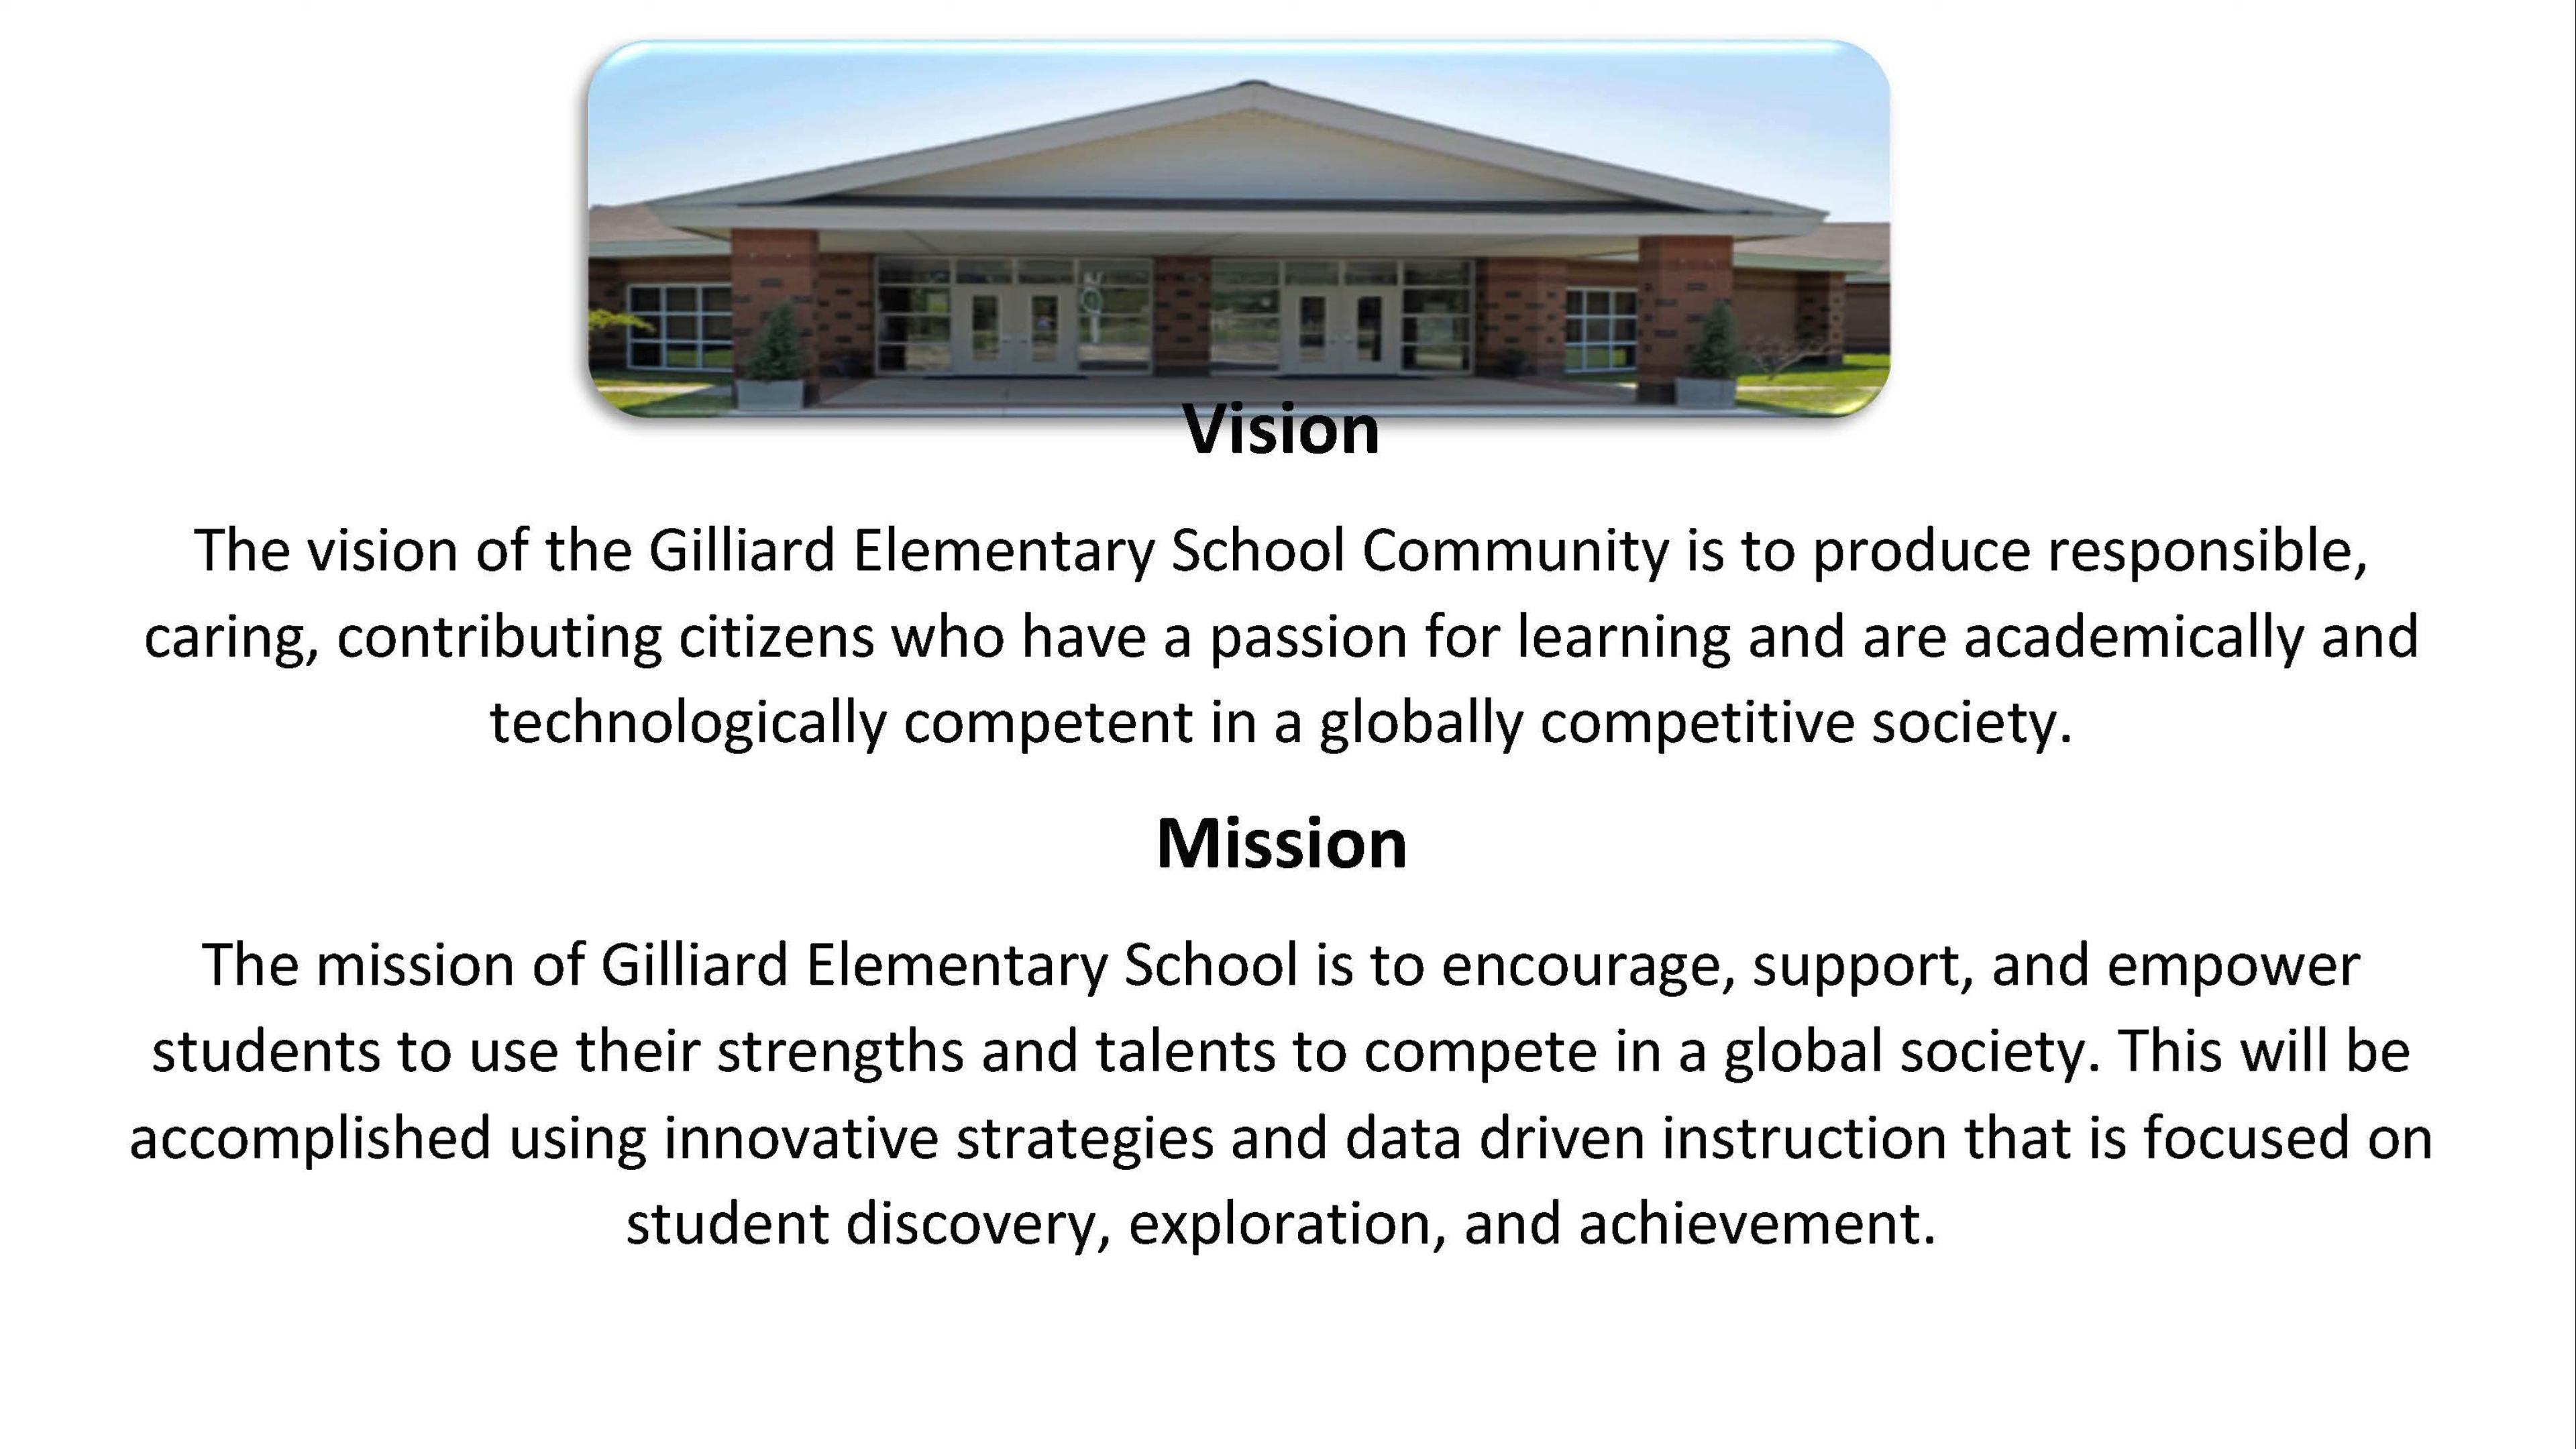 Vision
The vision of the Gilliard Elementary School Community is to produce responsible,
caring, contributing citizens who have a passion for learning and are academically and
technologically competent in a globally competitive society.
Mission
The mission of Gilliard Elementary School is to encourage, support, and empower
students to use their strengths and talents to compete in a global society. This will be
accomplished using innovative strategies and data driven instruction that is focused on
student discovery, exploration, and achievement.